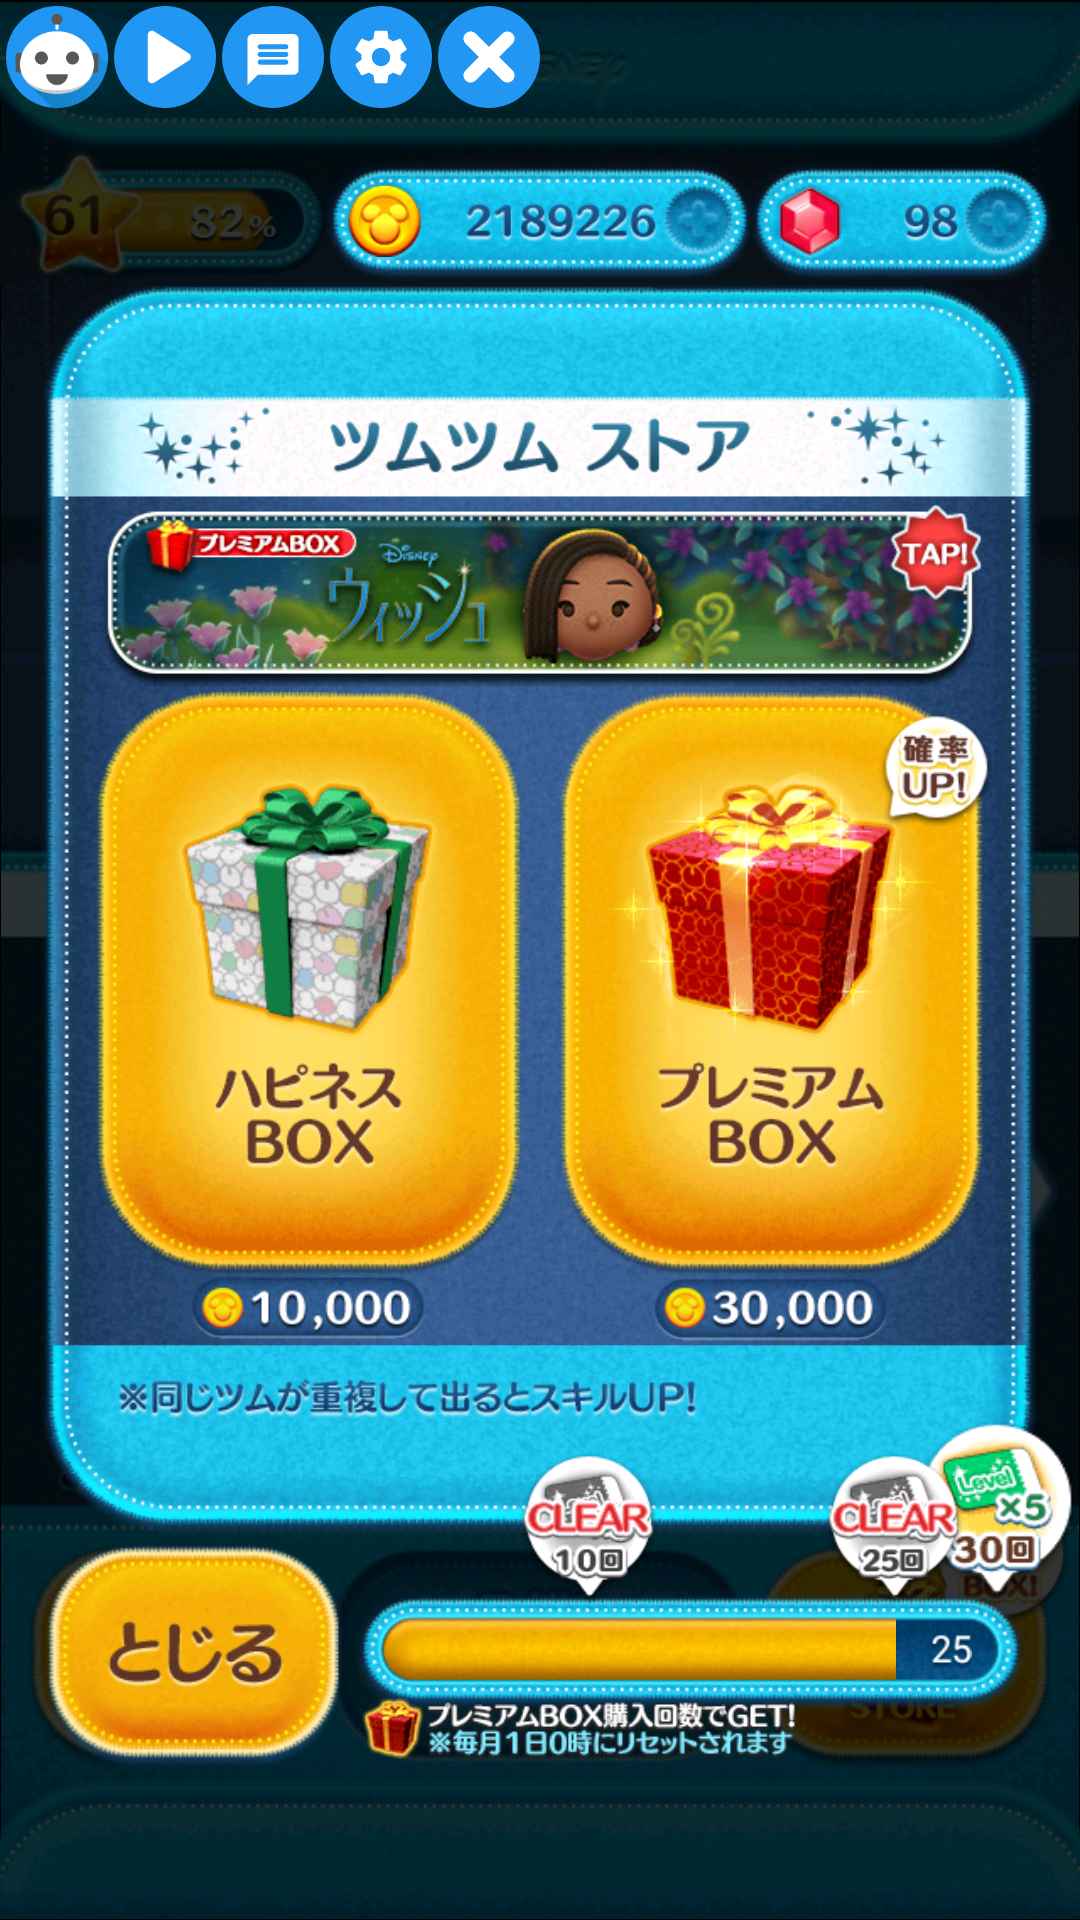 61
82%
2189226
98
ツムツム ストア
プレミアムBOX
Disney
ウィッシュ
TAP!
確率
UP!
ハピネス
BOX
プレミアム
BOX
10,000
30,000
※同じツムが重複して出るとスキルUP!
Level
×5
CLEAR
10回
CLEAR
25回
30回
BOX!
とじる
25
STORE
プレミアムBOX購入回数でGET!
※毎月1日0時にリセットされます